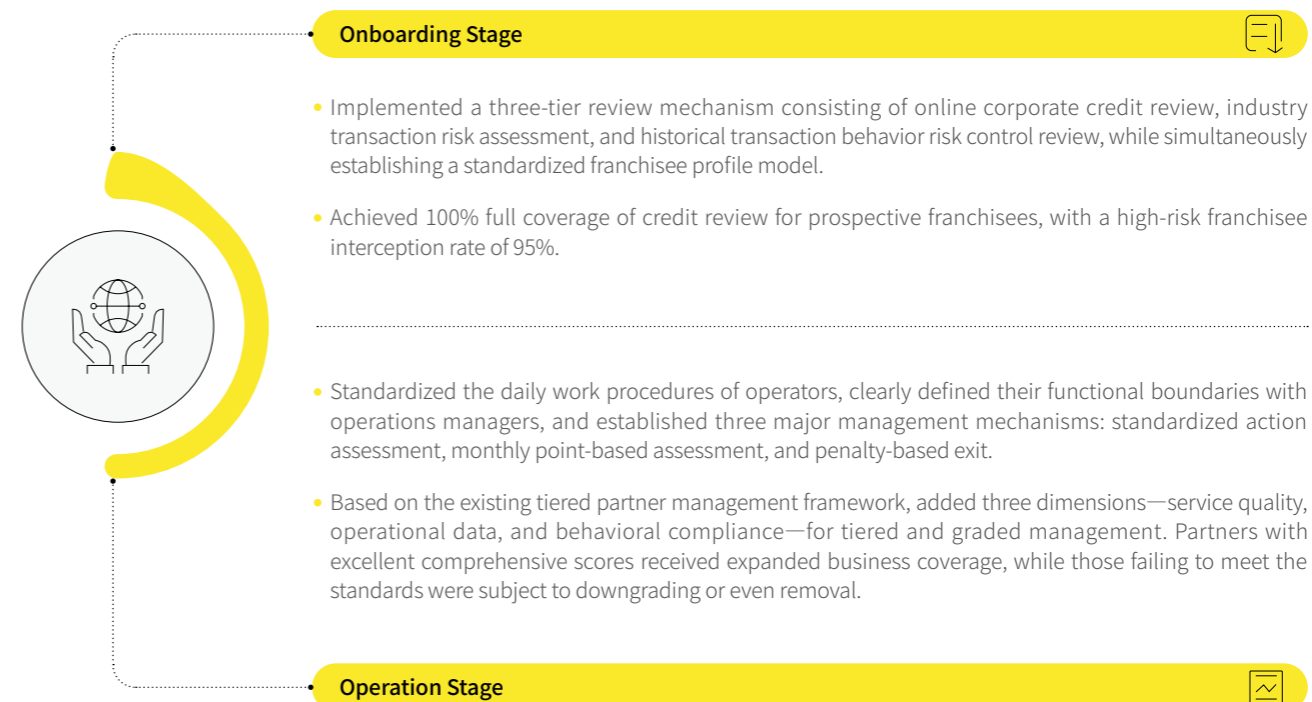 Onboarding Stage
• Implemented a three-tier review mechanism consisting of online corporate credit review, industry
transaction risk assessment, and historical transaction behavior risk control review, while simultaneously
establishing a standardized franchisee profile model.
• Achieved 100% full coverage of credit review for prospective franchisees, with a high-risk franchisee
interception rate of 95%.
• Standardized the daily work procedures of operators, clearly defined their functional boundaries with
operations managers, and established three major management mechanisms: standardized action
assessment, monthly point-based assessment, and penalty-based exit.
• Based on the existing tiered partner management framework, added three dimensions—service quality,
operational data, and behavioral compliance—for tiered and graded management. Partners with
excellent comprehensive scores received expanded business coverage, while those failing to meet the
standards were subject to downgrading or even removal.
Operation Stage